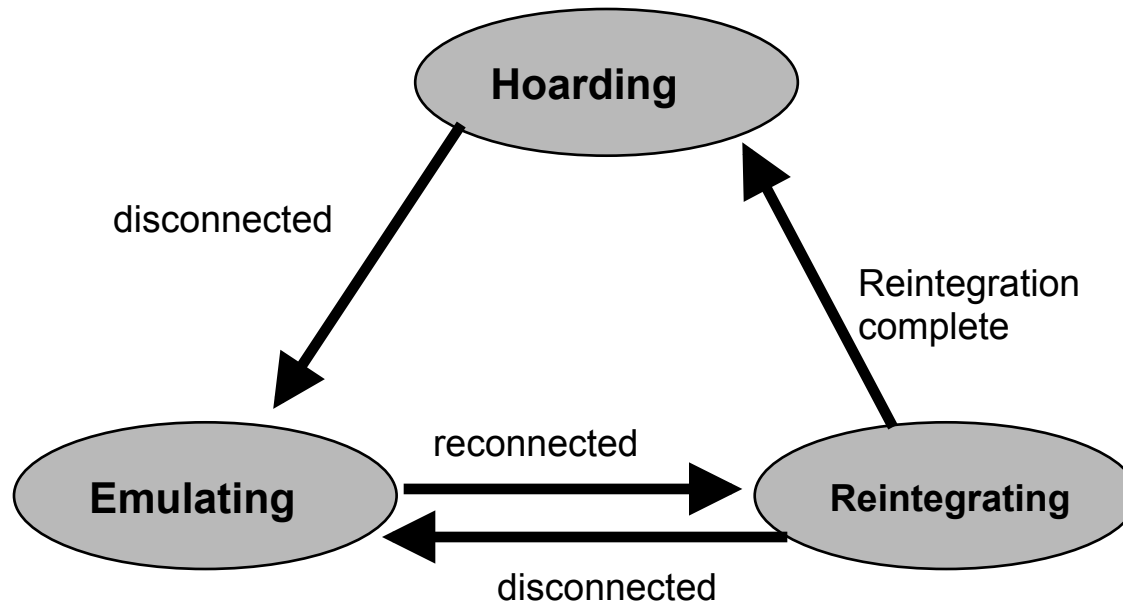 Hoarding
disconnected
Reintegration
complete
reconnected
Emulating
Reintegrating
disconnected